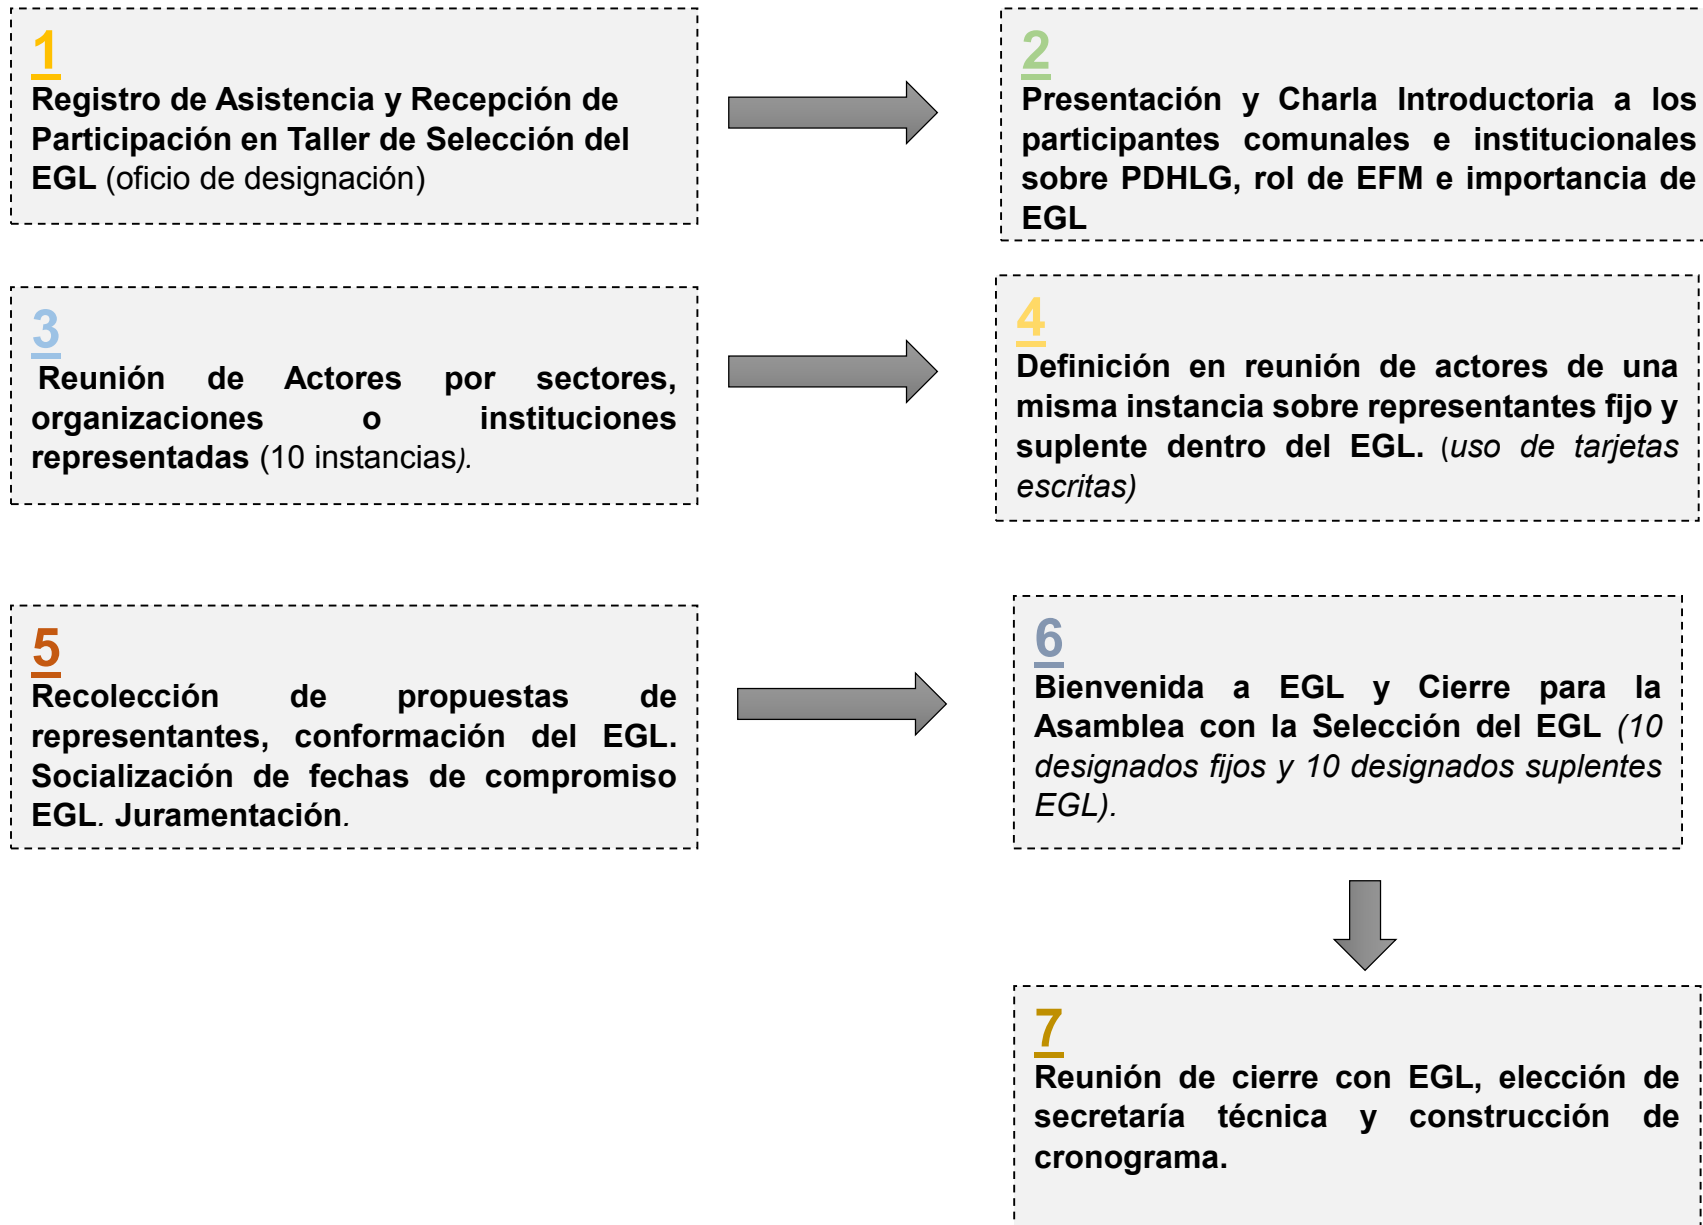 1
Registro de Asistencia y Recepción de
Participación en Taller de Selección del
EGL (oficio de designación)
2
Presentación y Charla Introductoria a los
participantes comunales e institucionales
sobre PDHLG, rol de EFM e importancia de
EGL
3
Reunión de Actores por sectores,
organizaciones o instituciones
representadas (10 instancias).
4
Definición en reunión de actores de una
misma instancia sobre representantes fijo y
suplente dentro del EGL. (uso de tarjetas
escritas)
5
Recolección de propuestas de
representantes, conformación del EGL.
Socialización de fechas de compromiso
EGL. Juramentación.
6
Bienvenida a EGL y Cierre para la
Asamblea con la Selección del EGL (10
designados fijos y 10 designados suplentes
EGL).
7
Reunión de cierre con EGL, elección de
secretaría técnica y construcción de
cronograma.